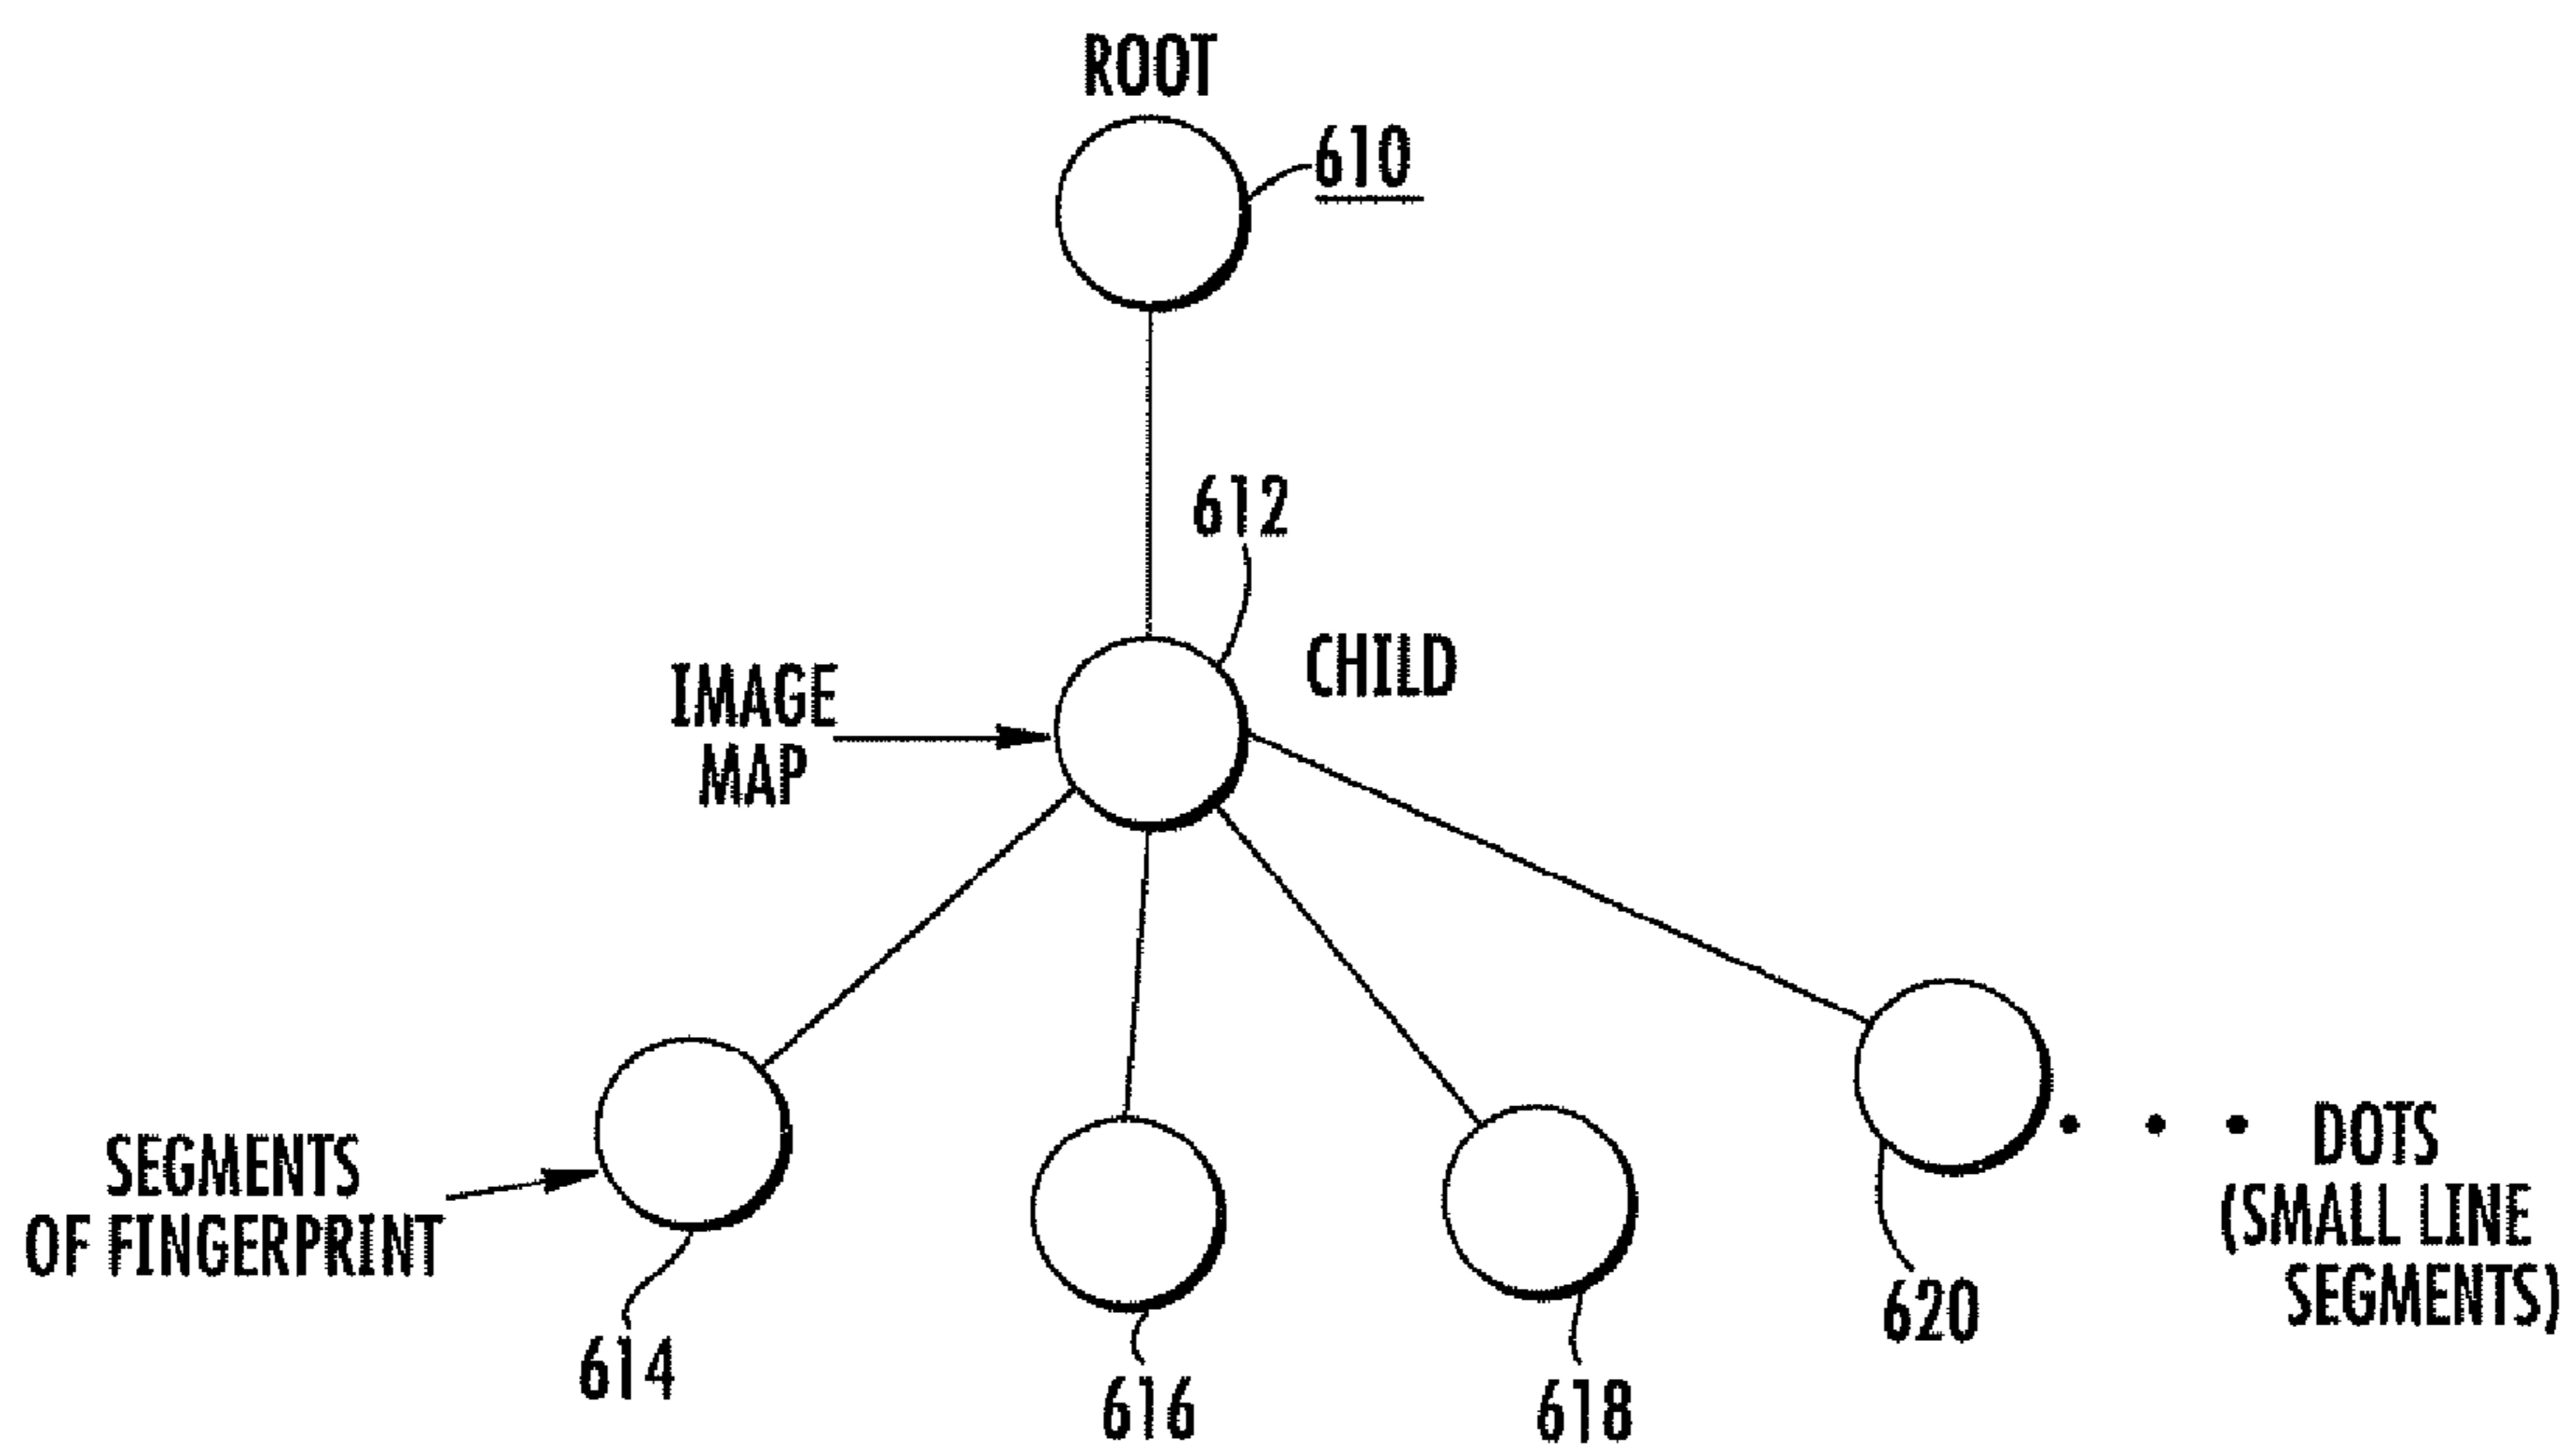 ROOT
610
612
CHILD
IMAGE
MAP
SEGMENTS
OF FINGERPRINT
614
616
618
620
DOTS
(SMALL LINE
SEGMENTS)